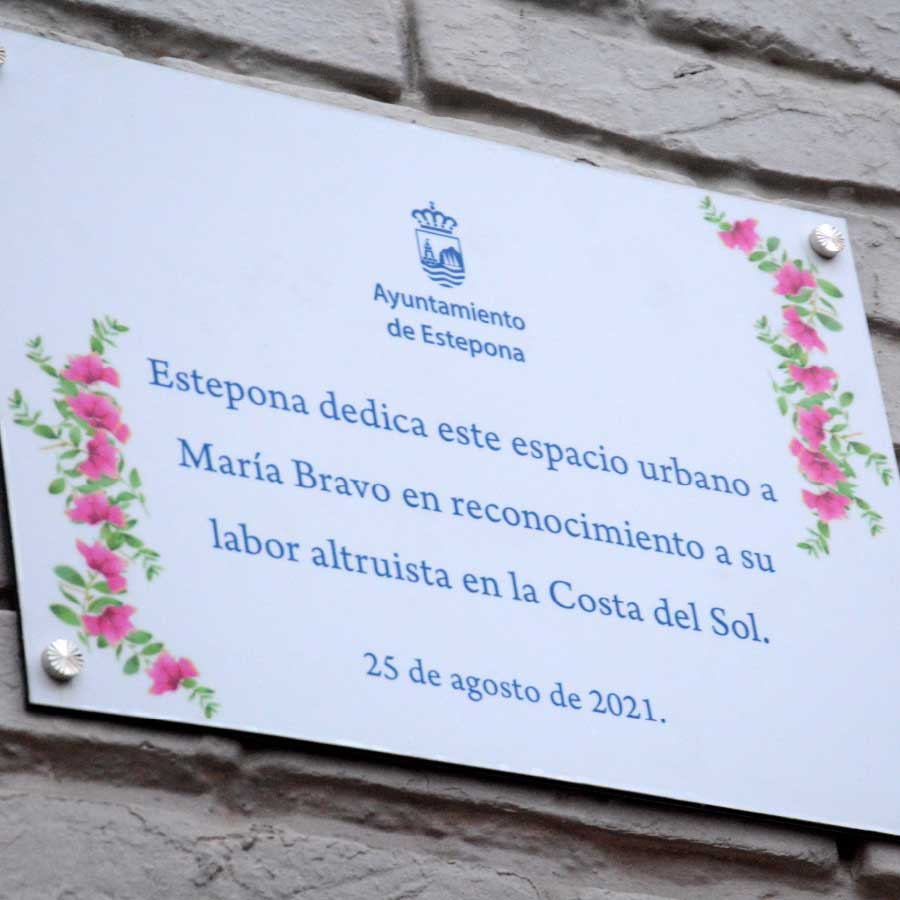 Ayuntamiento
de Estepona
Estepona dedica este espacio urbano a
María Bravo en reconocimiento a su
labor altruista en la Costa del Sol.
25 de agosto de 2021.